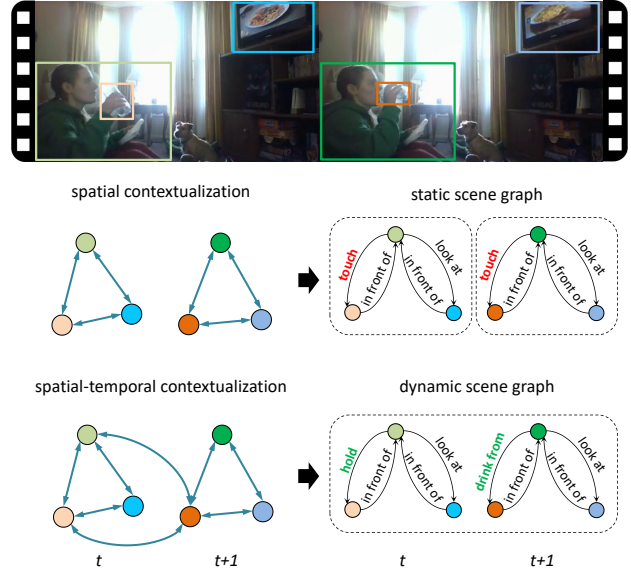 spatial contextualization
static scene graph
touch
in front of
in front of
look at
touch
in front of
in front of
look at
spatial-temporal contextualization
dynamic scene graph
hold
in front of
in front of
look at
drink from
in front of
in front of
look at
t
t+1
t
t+1